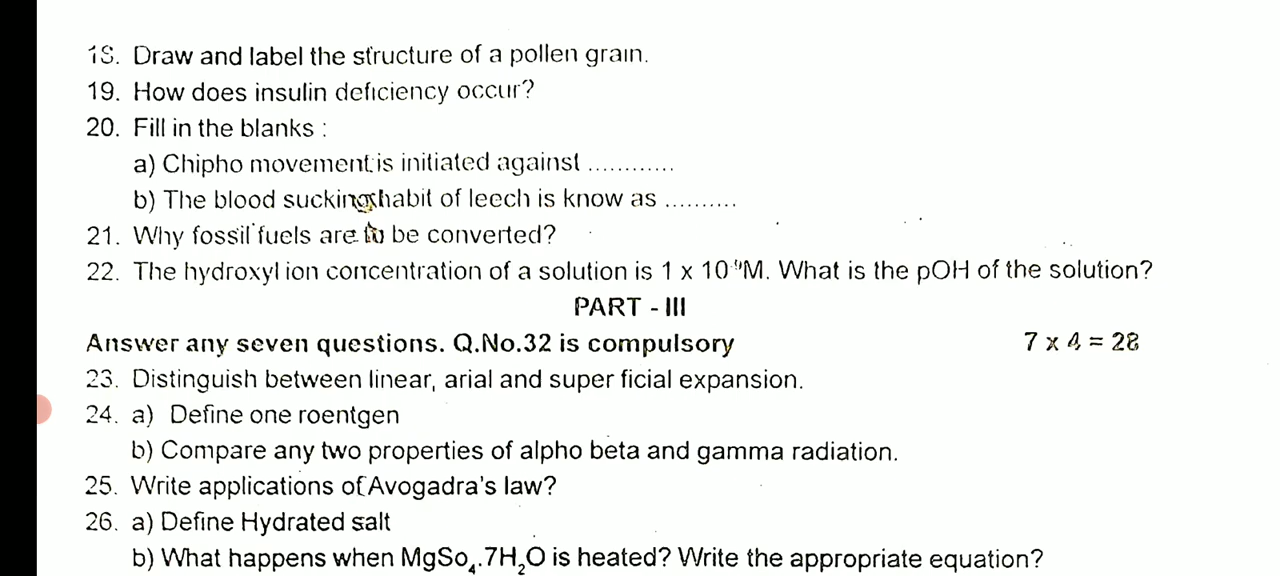 18. Draw and label the structure of a pollen grain.
19. How does insulin deficiency occur?
20. Fill in the blanks :
a) Chipho movement is initiated against ............
b) The blood sucking habit of leech is know as ..........
21. Why fossil fuels are to be converted?
22. The hydroxyl ion concentration of a solution is 1 x 10 M. What is the pOH of the solution?
PART - III
Answer any seven questions. Q.No.32 is compulsory 7 x 4 = 28
23. Distinguish between linear, arial and super ficial expansion.
24. a) Define one roentgen
b) Compare any two properties of alpho beta and gamma radiation.
25. Write applications of Avogadra's law?
26. a) Define Hydrated salt
b) What happens when MgSo₄.7H₂O is heated? Write the appropriate equation?